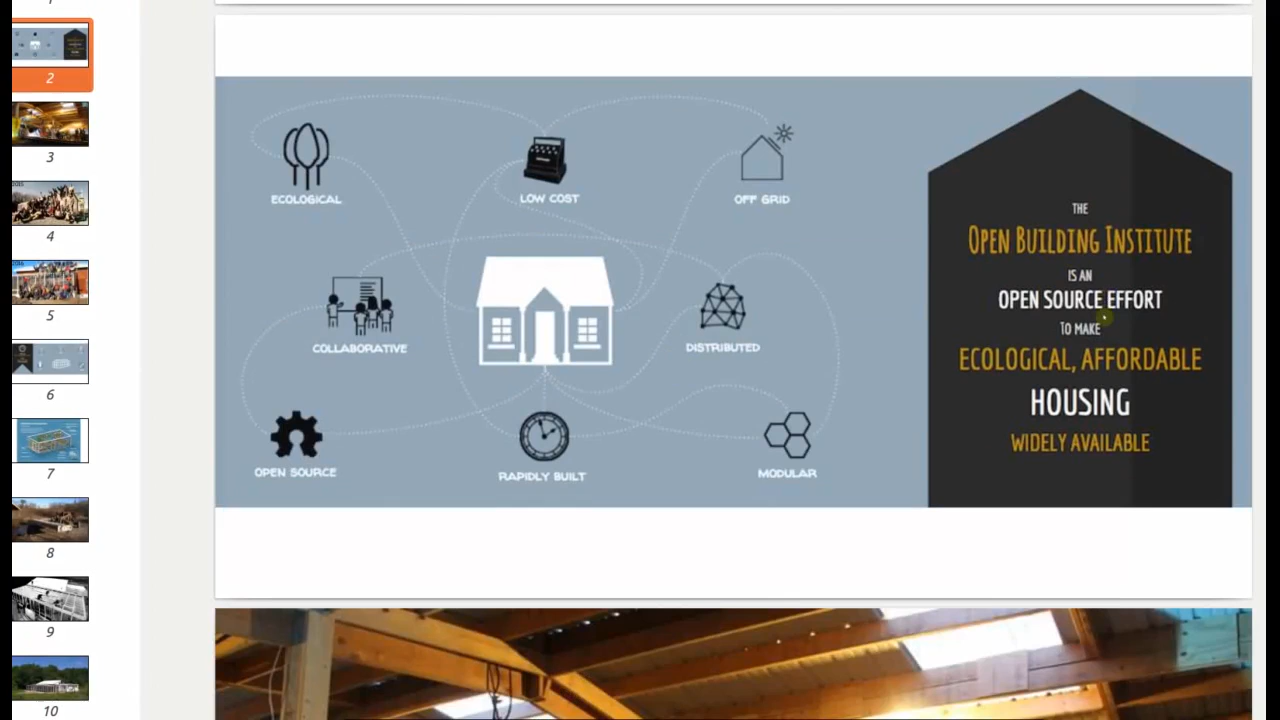 2
3
4
5
6
7
8
9
10
ECOLOGICAL
LOW COST
OFF GRID
COLLABORATIVE
DISTRIBUTED
OPEN SOURCE
RAPIDLY BUILT
MODULAR
THE
OPEN BUILDING INSTITUTE
IS AN
OPEN SOURCE EFFORT
TO MAKE
ECOLOGICAL, AFFORDABLE
HOUSING
WIDELY AVAILABLE